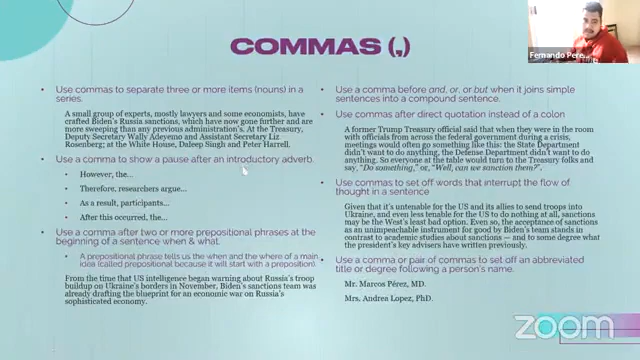 COMMAS (,)
• Use commas to separate three or more items (nouns) in a
series.
A small group of experts, mostly lawyers and some economists, have
crafted Biden's Russia sanctions, which have now gone further and are
more sweeping than any previous administration's. At the Treasury,
Deputy Secretary Wally Adeyemo and Assistant Secretary Liz
Rosenberg; at the White House, Daleep Singh and Peter Harrell.
• Use a comma to show a pause after an introductory adverb.
• However, the...
• Therefore, researchers argue...
• As a result, participants...
• After this occurred, the...
• Use a comma after two or more prepositional phrases at the
beginning of a sentence when & what.
• A prepositional phrase tells us the when and the where of a main
idea (called prepositional because it will start with a preposition).
From the time that US intelligence began warning about Russia's troop
buildup on Ukraine's borders in November, Biden's sanctions team was
already drafting the blueprint for an economic war on Russia's
sophisticated economy.
• Use a comma before and, or, or but when it joins simple
sentences into a compound sentence.
• Use commas after direct quotation instead of a colon
A former Trump Treasury official said that when they were in the room
with officials from across the federal government during a crisis,
meetings would often go something like this: the State Department
didn't want to do anything, the Defense Department didn't want to do
anything. So everyone at the table would turn to the Treasury folks and
say, "Do something," or, "Well, can we sanction them?".
• Use commas to set off words that interrupt the flow of
thought in a sentence
Given that it's untenable for the US and its allies to send troops into
Ukraine, and even less tenable for the US to do nothing at all, sanctions
may be the West's least bad option. Even so, the acceptance of sanctions
as an unimpeachable instrument for good by Biden's team stands in
contrast to academic studies about sanctions — and to some degree what
the president's key advisers have written previously.
• Use a comma or pair of commas to set off an abbreviated
title or degree following a person's name.
Mr. Marcos Pérez, MD.
Mrs. Andrea Lopez, PhD.
Fernando Pere
zoom